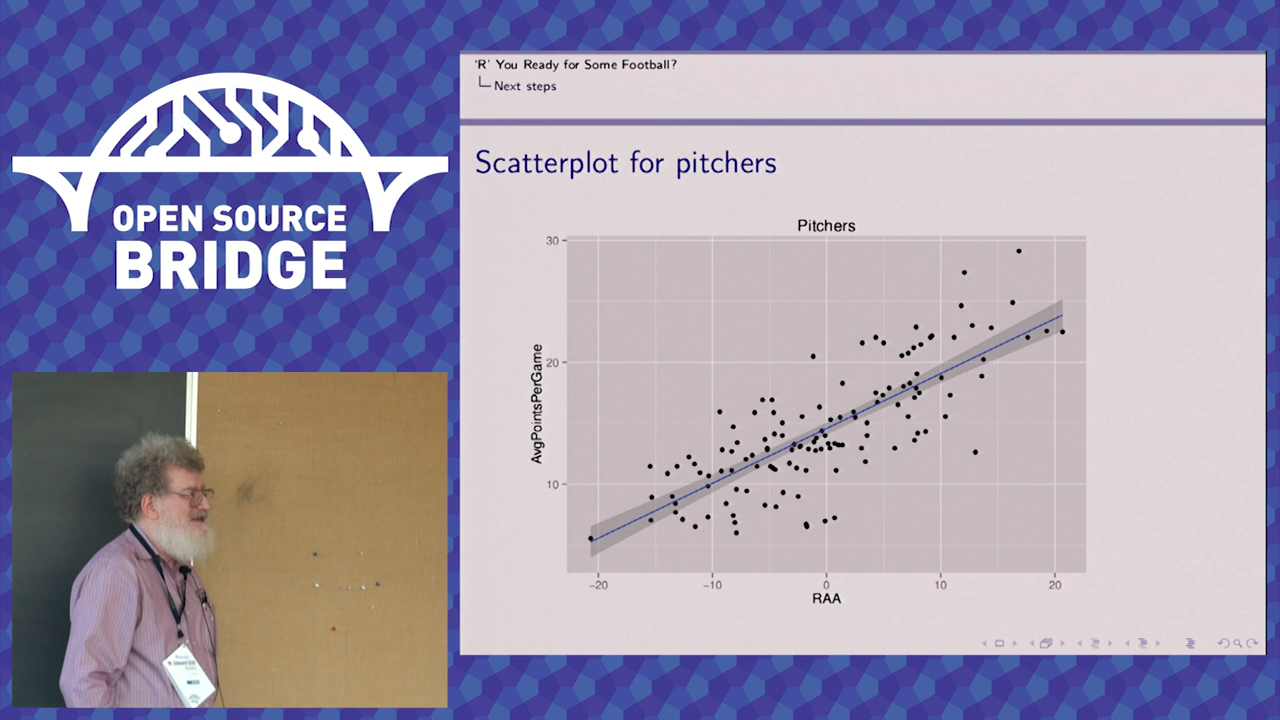 OPEN SOURCE
BRIDGE
'R' You Ready for Some Football?
Next steps
Scatterplot for pitchers
Pitchers
30
20
10
AvgPointsPerGame
-20
-10
0
10
20
RAA